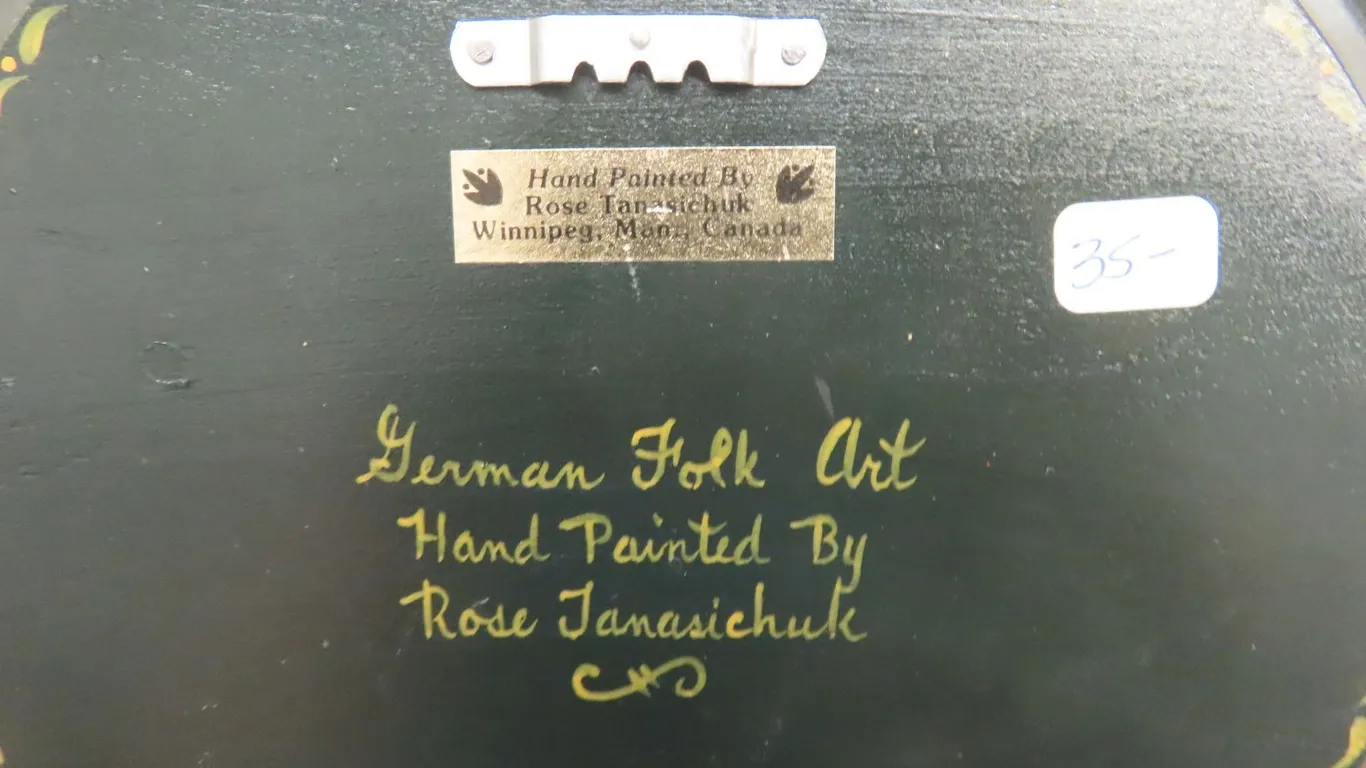 Hand Painted By
Rose Tanasichuk
Winnipeg, Man., Canada
35-
German Folk Art
Hand Painted By
Rose Tanasichuk